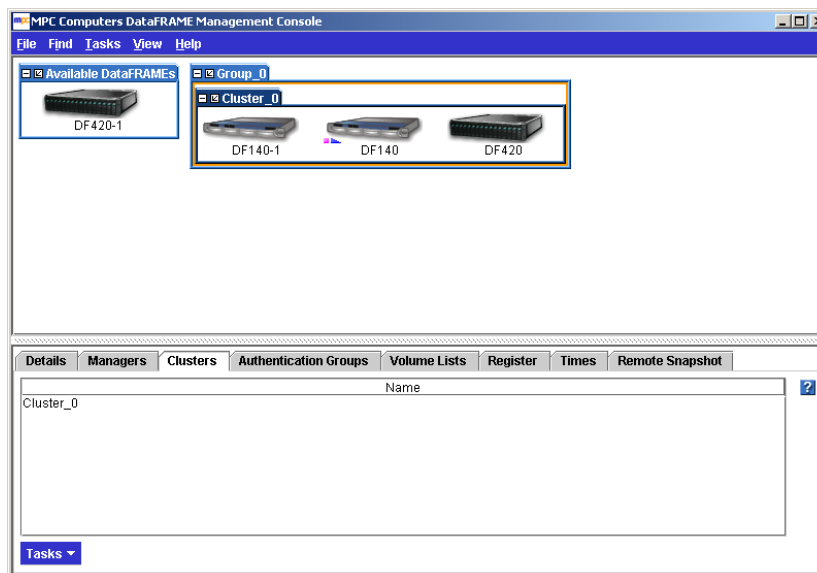 MPC Computers DataFRAME Management Console
File Find Tasks View Help
Available DataFRAMEs
DF420-1
Group_0
Cluster_0
DF140-1
DF140
DF420
Details Managers Clusters Authentication Groups Volume Lists Register Times Remote Snapshot
Name
?
Cluster_0
Tasks